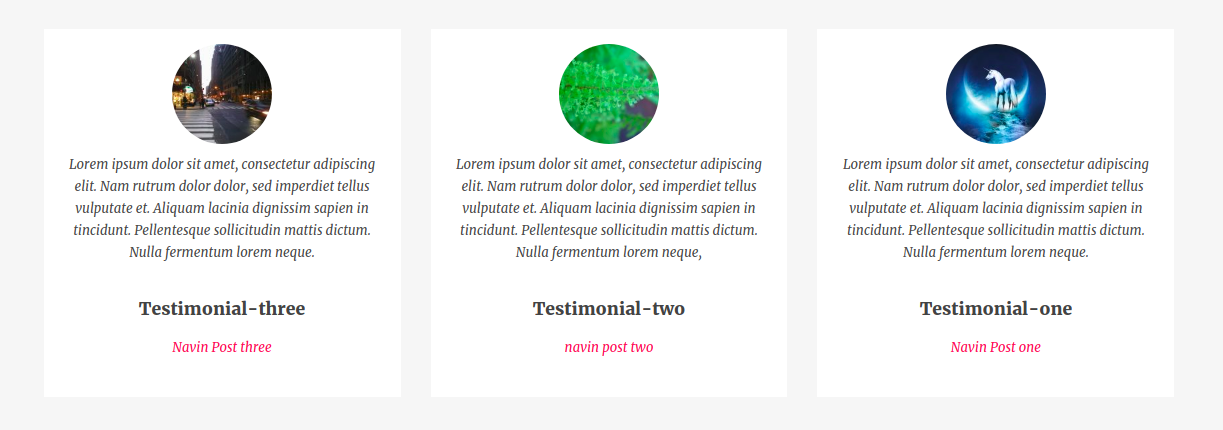 Lorem ipsum dolor sit amet, consectetur adipiscing
elit. Nam rutrum dolor dolor, sed imperdiet tellus
vulputate et. Aliquam lacinia dignissim sapien in
tincidunt. Pellentesque sollicitudin mattis dictum.
Nulla fermentum lorem neque.
Testimonial-three
Navin Post three
Lorem ipsum dolor sit amet, consectetur adipiscing
elit. Nam rutrum dolor dolor, sed imperdiet tellus
vulputate et. Aliquam lacinia dignissim sapien in
tincidunt. Pellentesque sollicitudin mattis dictum.
Nulla fermentum lorem neque,
Testimonial-two
navin post two
Lorem ipsum dolor sit amet, consectetur adipiscing
elit. Nam rutrum dolor dolor, sed imperdiet tellus
vulputate et. Aliquam lacinia dignissim sapien in
tincidunt. Pellentesque sollicitudin mattis dictum.
Nulla fermentum lorem neque.
Testimonial-one
Navin Post one